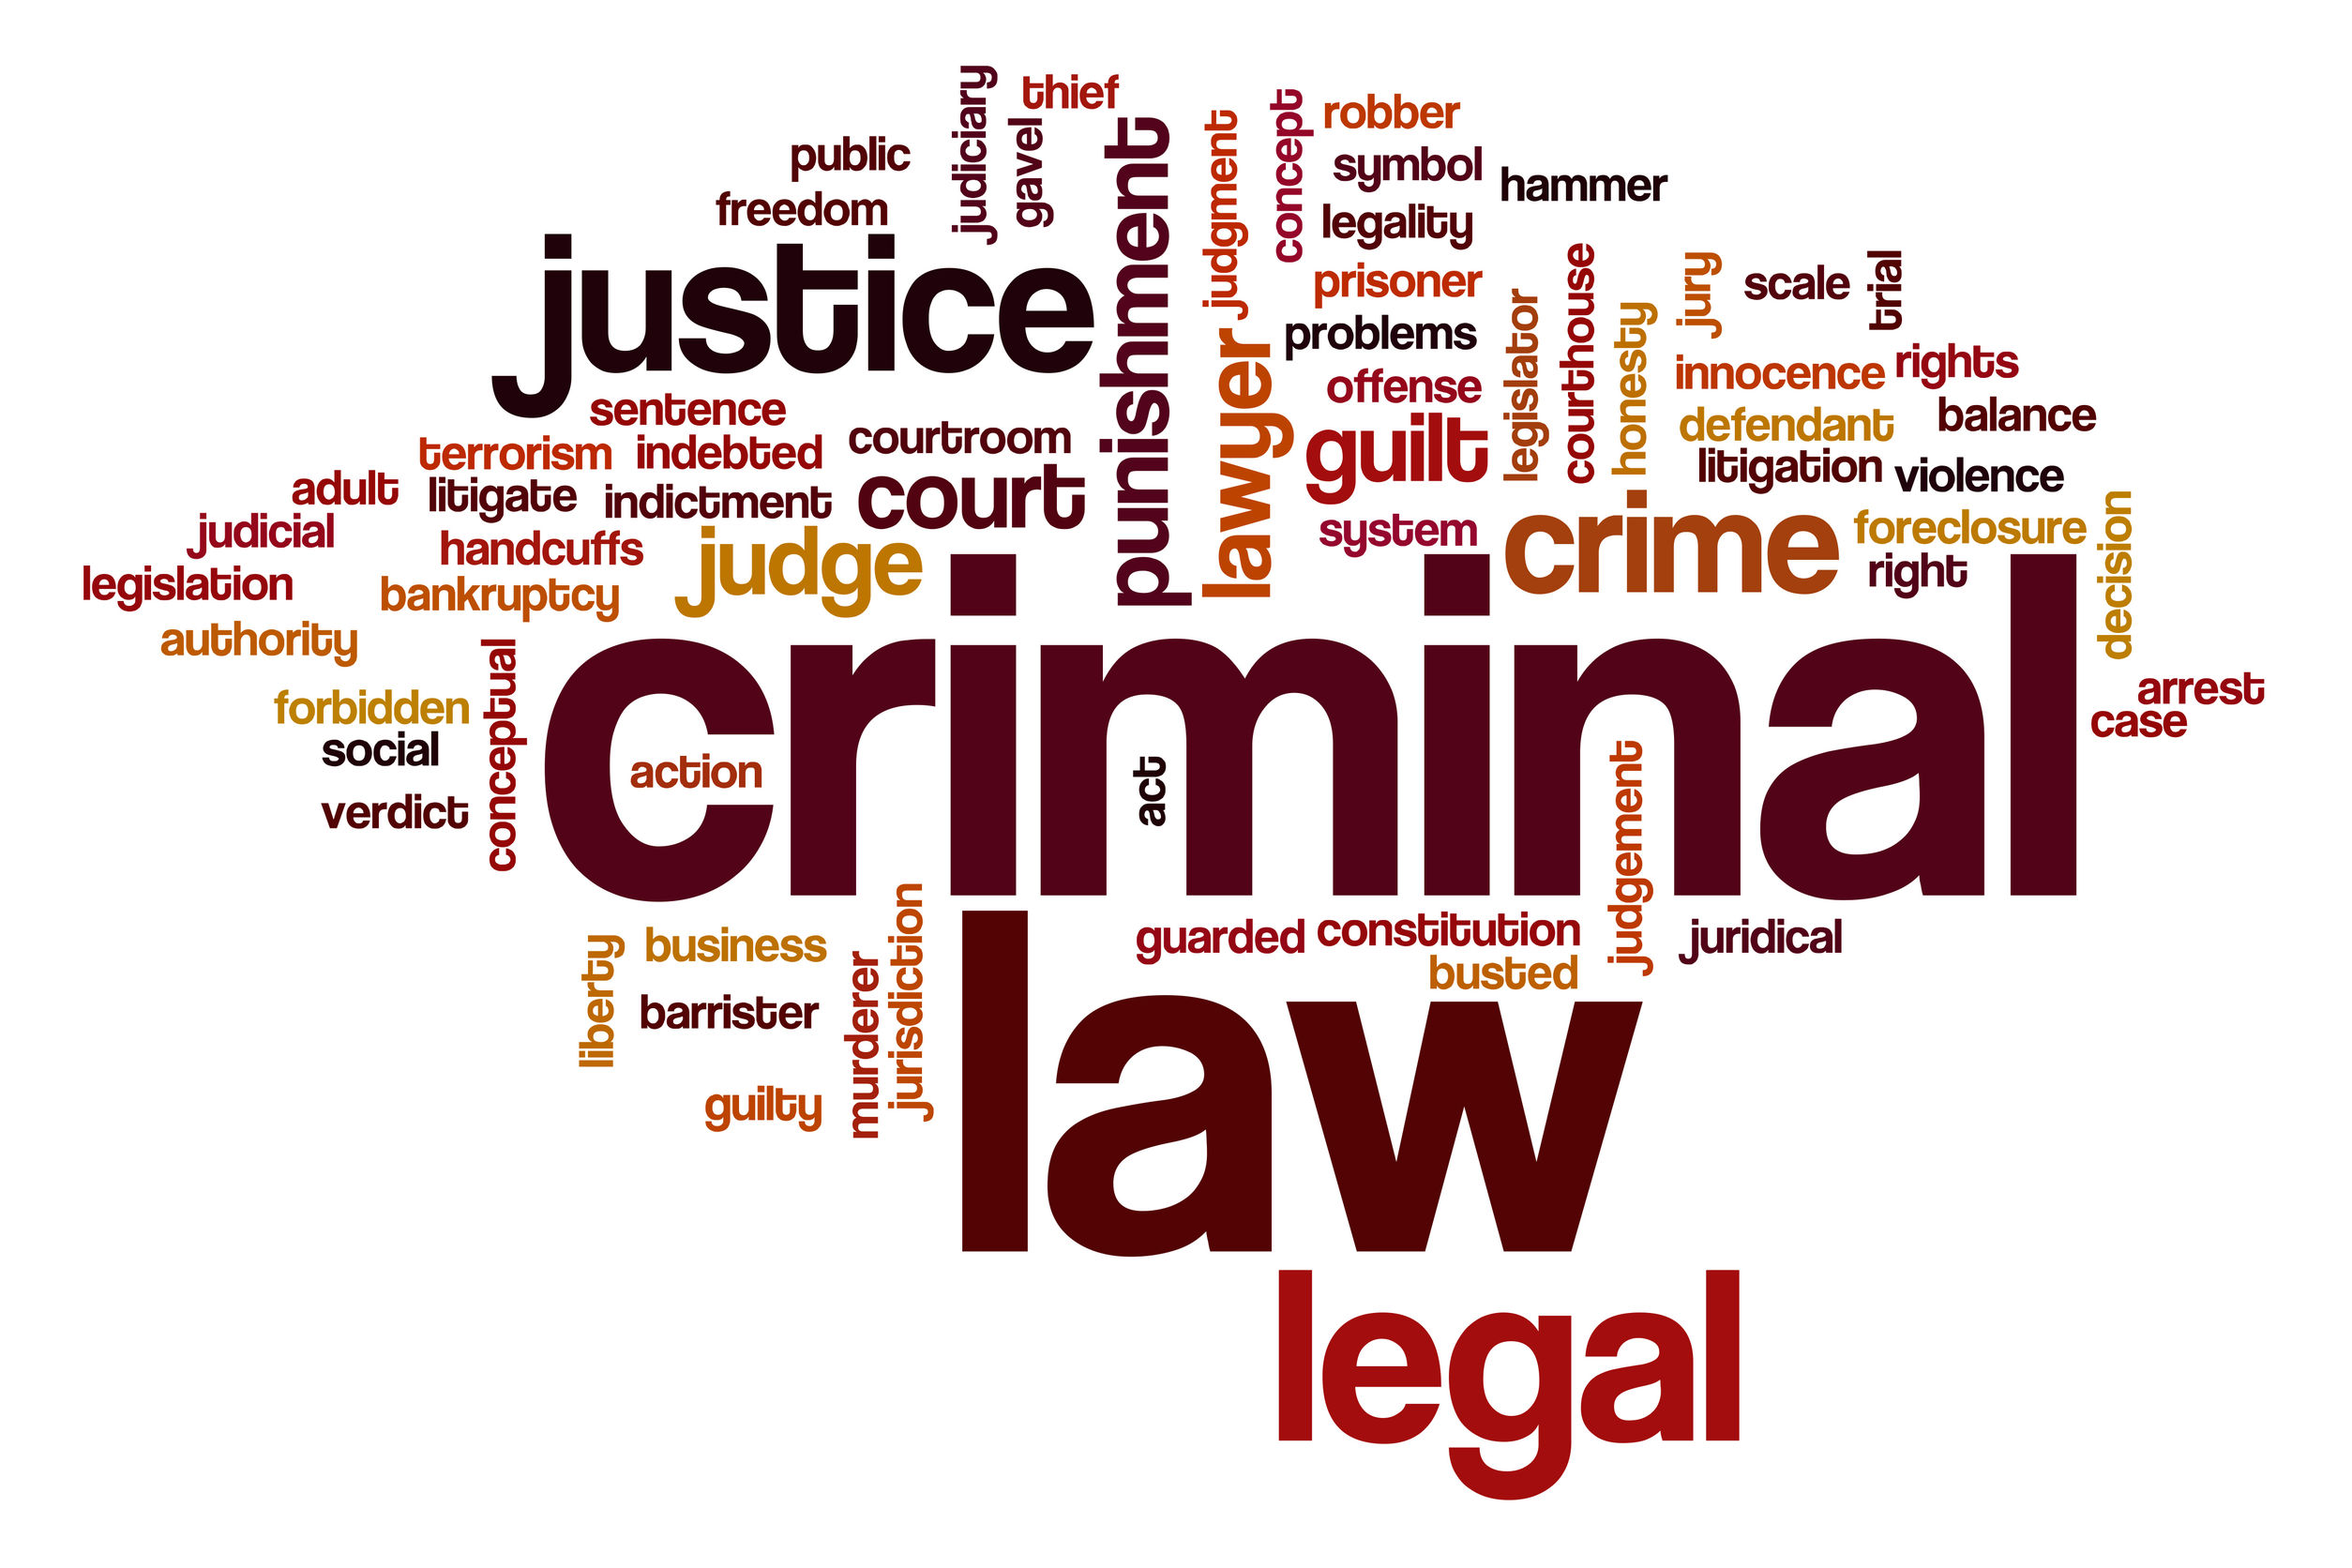 thief
judiciary
gavel
public
freedom
justice
punishment
judgment
concept
robber
symbol
hammer
legality
prisoner
problems
lawyer
offense
guilt
legislator
courthouse
honesty
jury
scale
trial
innocence
rights
defendant
balance
litigation
violence
sentence
terrorism
indebted
courtroom
adult
litigate
indictment
court
judicial
handcuffs
judge
system
crime
foreclosure
right
decision
legislation
bankruptcy
authority
conceptual
criminal
forbidden
social
action
act
verdict
arrest
case
judgement
liberty
business
murderer
jurisdiction
guarded
constitution
juridical
busted
barrister
law
guilty
legal